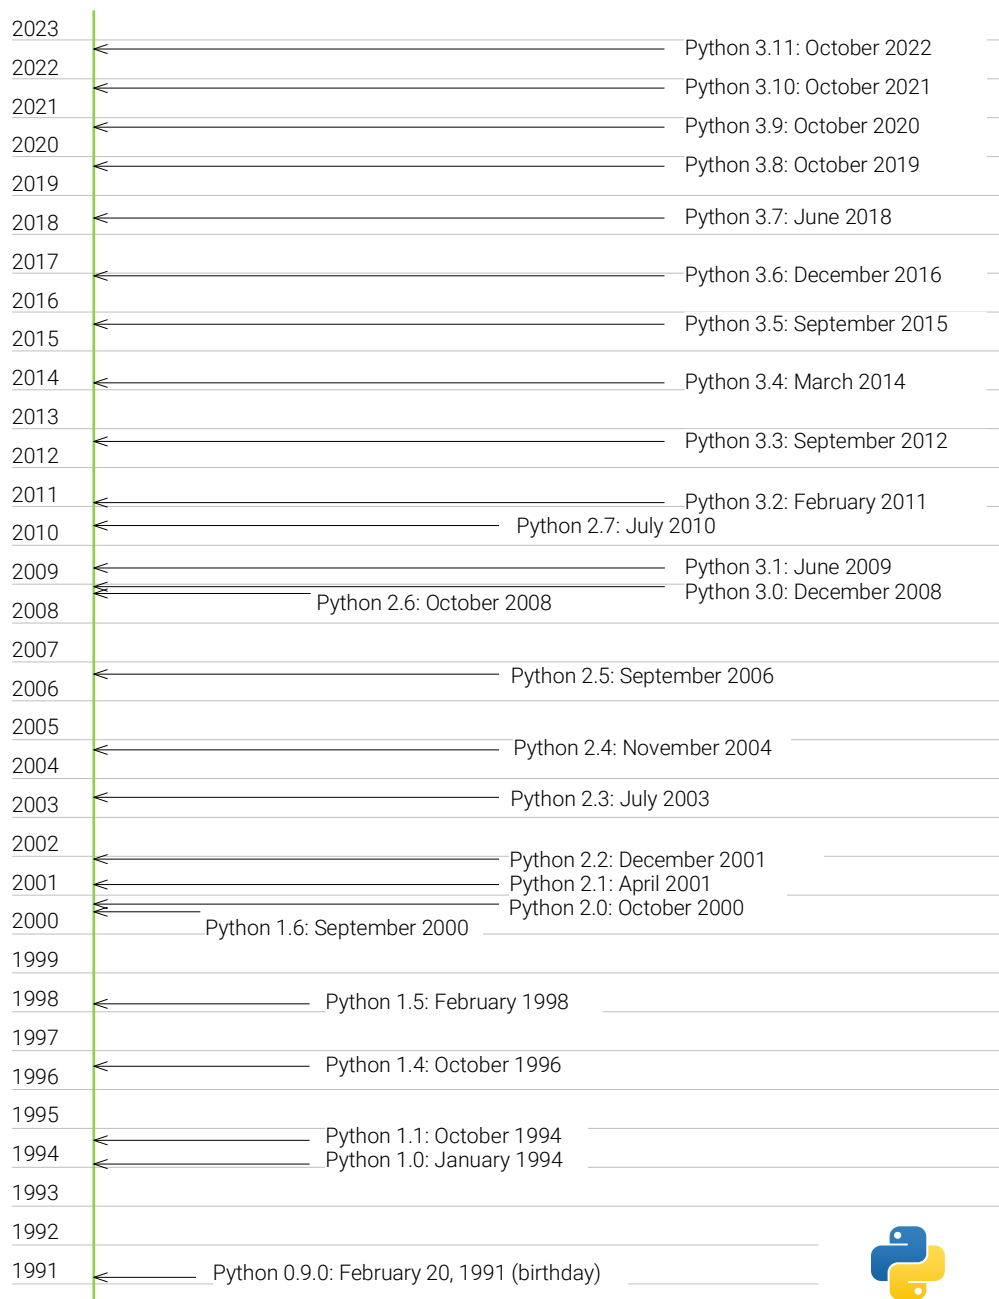 2023
Python 3.11: October 2022
2022
Python 3.10: October 2021
2021
Python 3.9: October 2020
2020
Python 3.8: October 2019
2019
Python 3.7: June 2018
2018
2017
Python 3.6: December 2016
2016
Python 3.5: September 2015
2015
2014
Python 3.4: March 2014
2013
Python 3.3: September 2012
2012
2011
Python 3.2: February 2011
Python 2.7: July 2010
2010
Python 3.1: June 2009
2009
Python 3.0: December 2008
Python 2.6: October 2008
2008
2007
Python 2.5: September 2006
2006
2005
Python 2.4: November 2004
2004
Python 2.3: July 2003
2003
2002
Python 2.2: December 2001
2001
Python 2.1: April 2001
Python 2.0: October 2000
2000
Python 1.6: September 2000
1999
1998
Python 1.5: February 1998
1997
Python 1.4: October 1996
1996
1995
Python 1.1: October 1994
1994
Python 1.0: January 1994
1993
1992
1991
Python 0.9.0: February 20, 1991 (birthday)